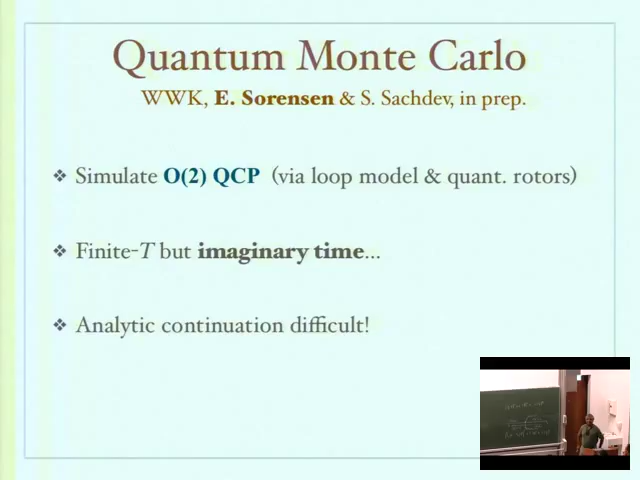 Quantum Monte Carlo
WWK, E. Sorensen & S. Sachdev, in prep.
❖ Simulate O(2) QCP (via loop model & quant. rotors)
❖ Finite-T but imaginary time...
❖ Analytic continuation difficult!